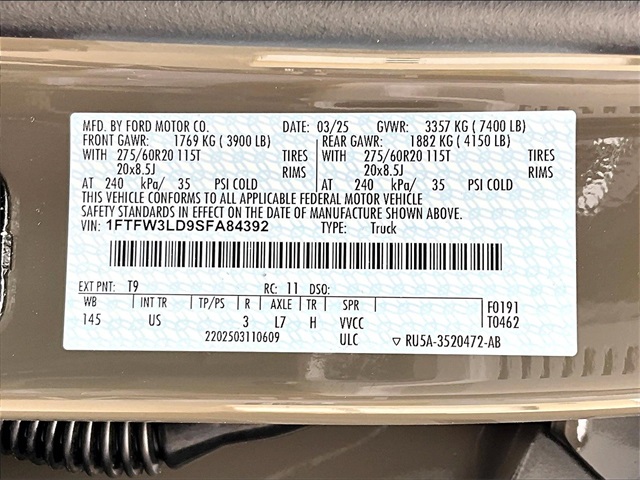 MFD. BY FORD MOTOR CO. DATE: 03/25 GVWR: 3357 KG ( 7400 LB)
FRONT GAWR: 1769 KG ( 3900 LB) REAR GAWR: 1882 KG ( 4150 LB)
WITH 275/60R20 115T TIRES WITH 275/60R20 115T TIRES
20x8.5J RIMS 20x8.5J RIMS
AT 240 kPa/ 35 PSI COLD AT 240 kPa/ 35 PSI COLD
THIS VEHICLE CONFORMS TO ALL APPLICABLE FEDERAL MOTOR VEHICLE
SAFETY STANDARDS IN EFFECT ON THE DATE OF MANUFACTURE SHOWN ABOVE.
VIN: 1FTFW3LD9SFA84392 TYPE: Truck
EXT PNT: T9 RC: 11 DSO:
WB INT TR TP/PS R AXLE TR SPR F0191
145 US 3 L7 H VVCC T0462
2202503110609 ULC ▽ RU5A-3520472-AB